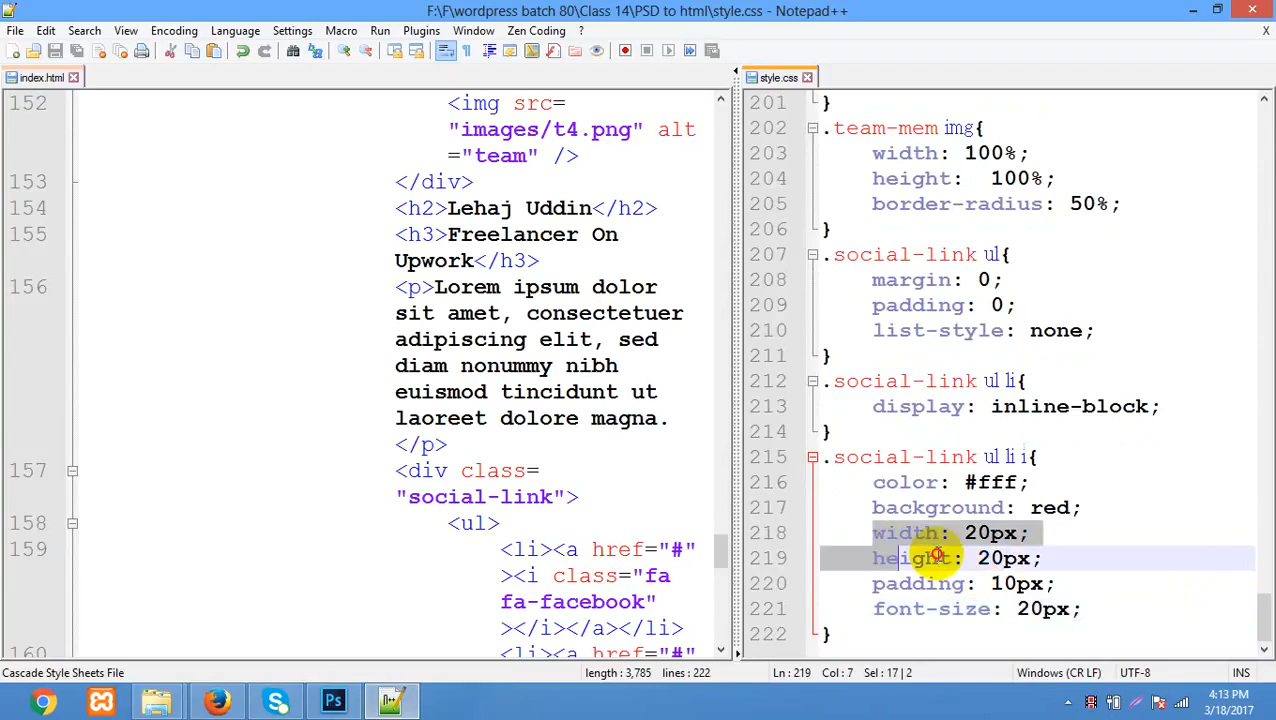 F:\F\wordpress batch 80\Class 14\PSD to html\style.css - Notepad++
File Edit Search View Encoding Language Settings Macro Run Plugins Window Zen Coding ? X
index.html
style.css
152 <img src=
"images/t4.png" alt
="team" />
153 </div>
154 <h2>Lehaj Uddin</h2>
155 <h3>Freelancer On
Upwork</h3>
156 <p>Lorem ipsum dolor
sit amet, consectetuer
adipiscing elit, sed
diam nonummy nibh
euismod tincidunt ut
laoreet dolore magna.
</p>
157 <div class=
"social-link">
158 <ul>
159 <li><a href="#"
><i class="fa
fa-facebook"
></i></a></li>
160 <li><a href="#"
201 }
202 .team-mem img{
203 width: 100%;
204 height:  100%;
205 border-radius: 50%;
206 }
207 .social-link ul{
208 margin: 0;
209 padding: 0;
210 list-style: none;
211 }
212 .social-link ul li{
213 display: inline-block;
214 }
215 .social-link ul li i{
216 color: #fff;
217 background: red;
218 width: 20px;
219 height: 20px;
220 padding: 10px;
221 font-size: 20px;
222 }
Cascade Style Sheets File length : 3,785 lines : 222 Ln : 219 Col : 7 Sel : 17 | 2 Windows (CR LF) UTF-8 INS
Ps
4:13 PM
3/18/2017